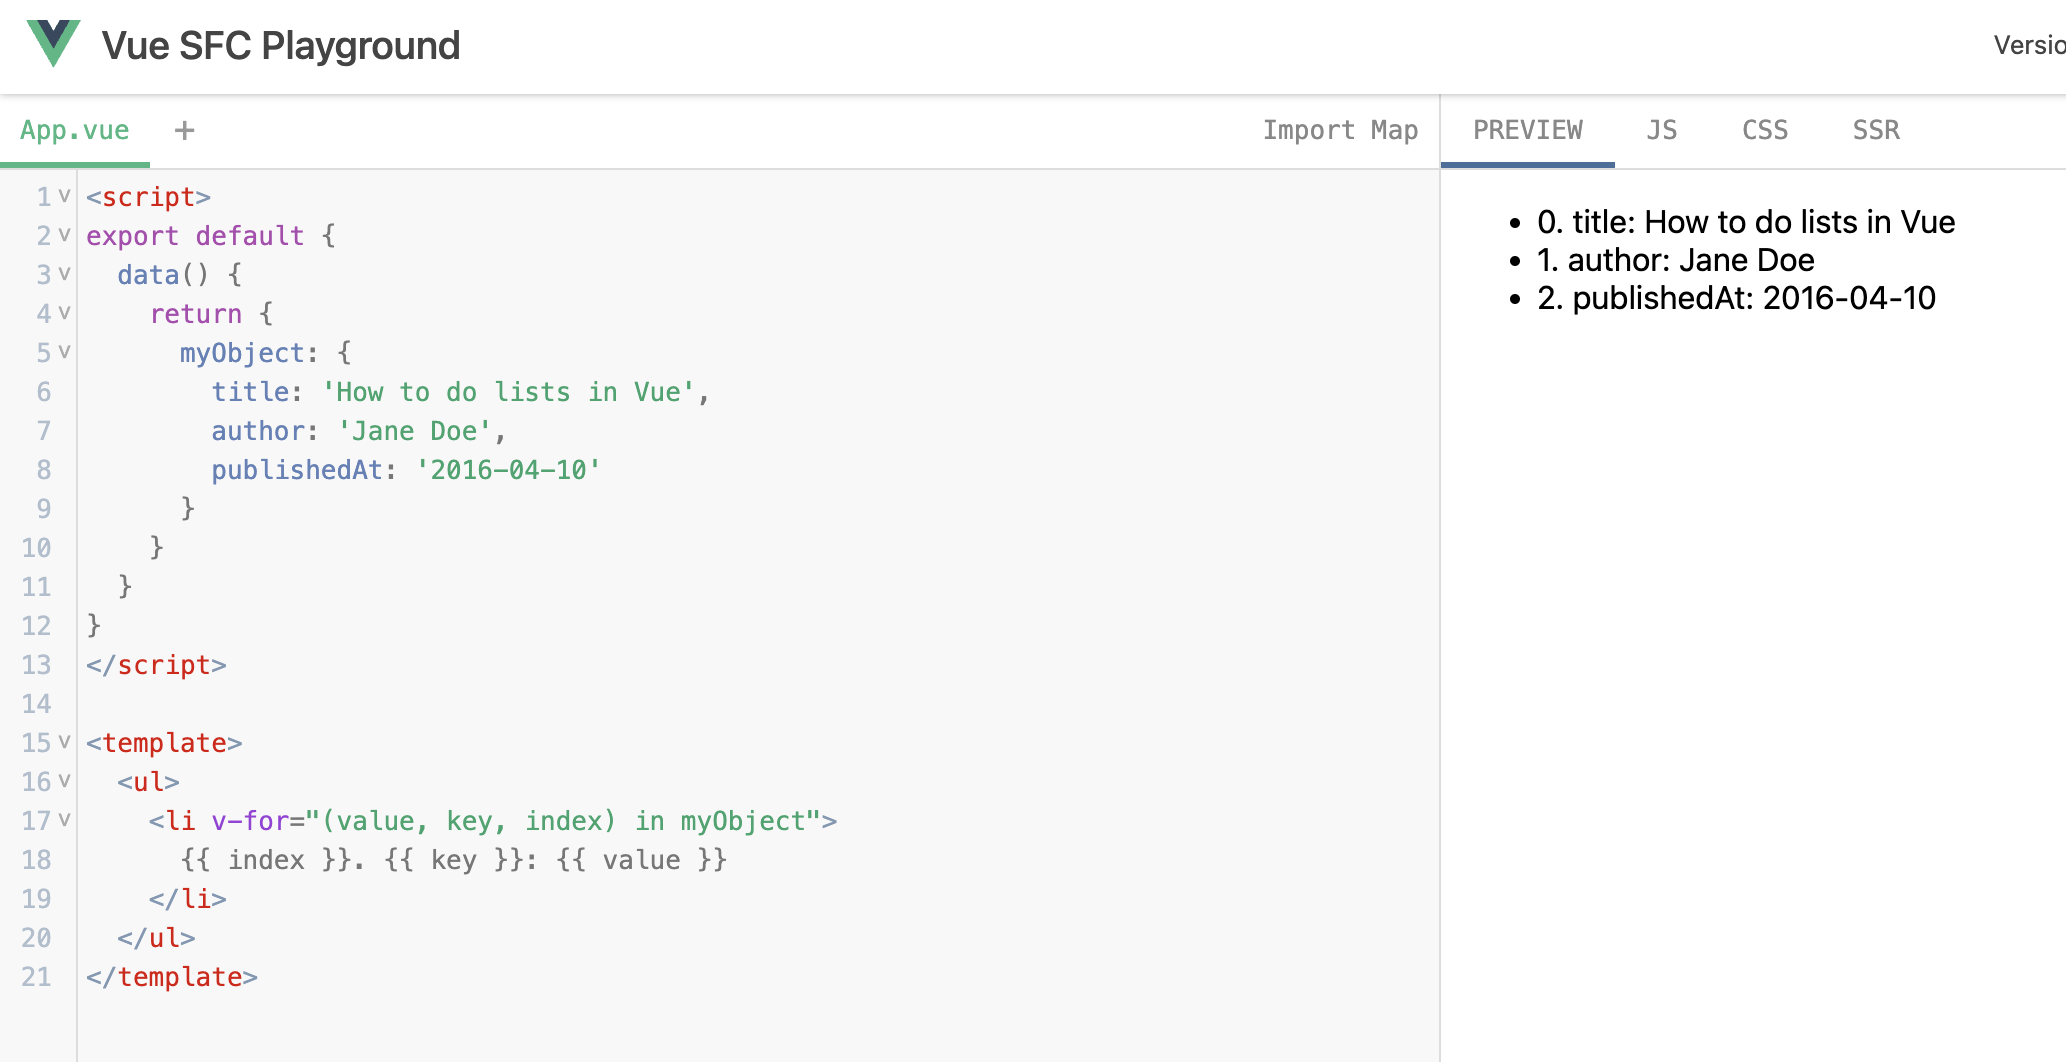 Vue SFC Playground
App.vue +
Import Map
1 <script>
2 export default {
3   data() {
4     return {
5       myObject: {
6         title: 'How to do lists in Vue',
7         author: 'Jane Doe',
8         publishedAt: '2016-04-10'
9       }
10     }
11   }
12 }
13 </script>
14
15 <template>
16   <ul>
17     <li v-for="(value, key, index) in myObject">
18       {{ index }}. {{ key }}: {{ value }}
19     </li>
20   </ul>
21 </template>
PREVIEW JS CSS SSR
• 0. title: How to do lists in Vue
• 1. author: Jane Doe
• 2. publishedAt: 2016-04-10